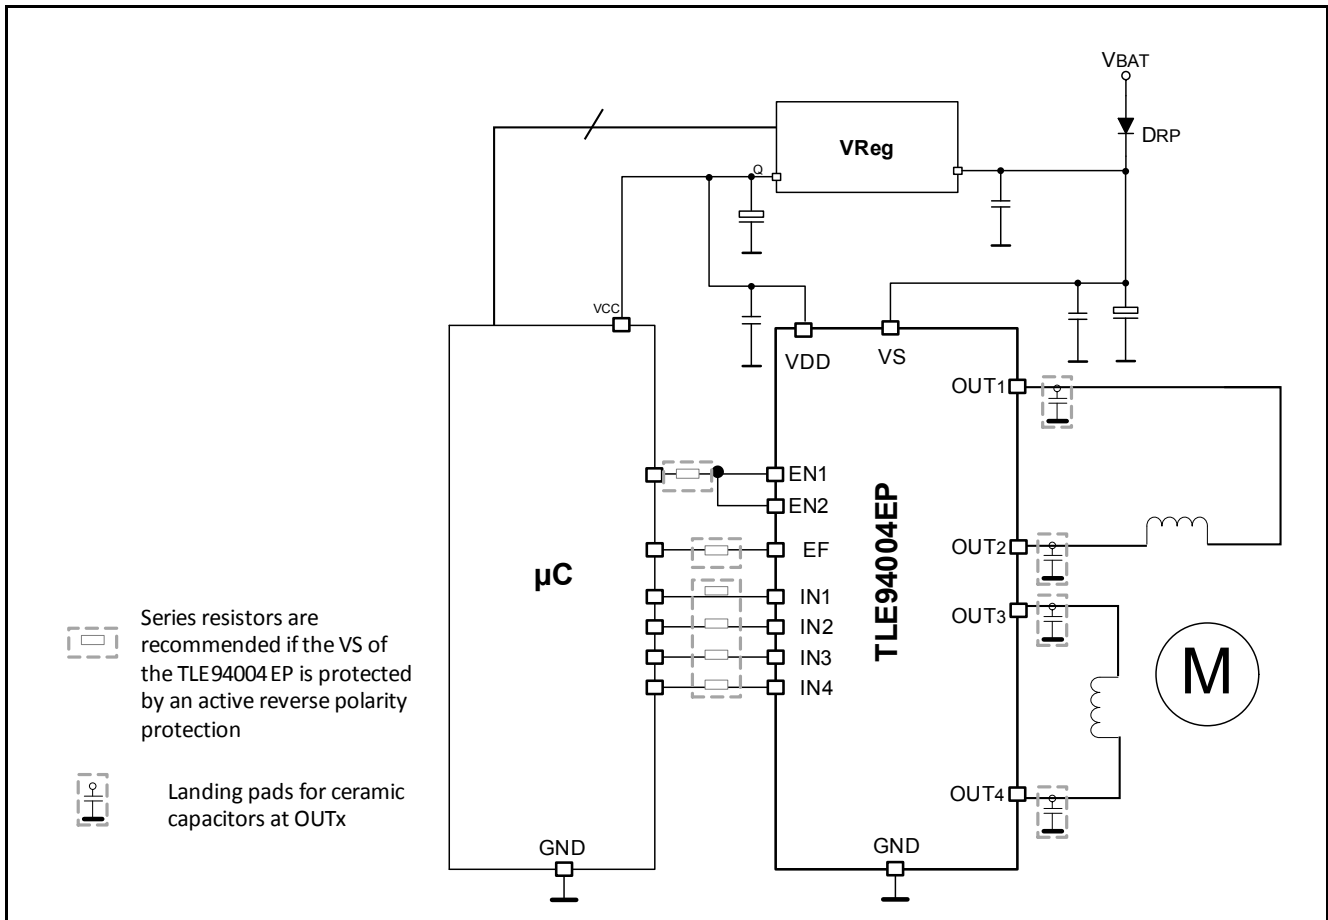 VBAT
DRP
VReg
Q
VCC
VDD
VS
OUT1
EN1
EN2
TLE94004EP
OUT2
EF
µC
IN1
OUT3
IN2
IN3
IN4
M
Series resistors are
recommended if the VS of
the TLE94004EP is protected
by an active reverse polarity
protection
OUT4
Landing pads for ceramic
capacitors at OUTx
GND
GND